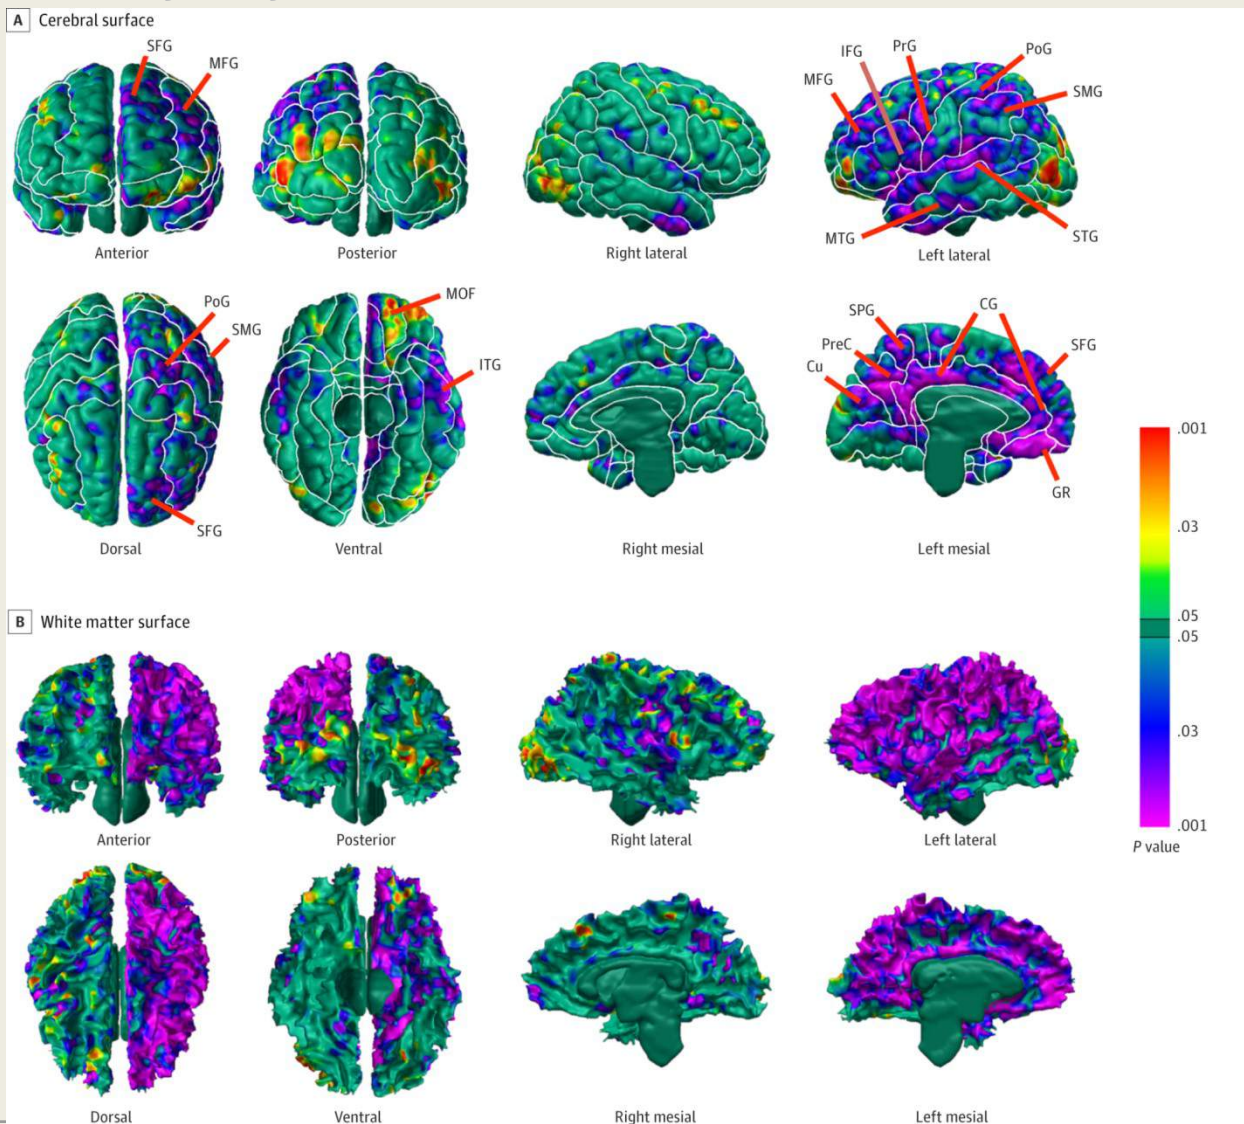 A Cerebral surface
SFG
MFG
Anterior
Posterior
Right lateral
IFG
PrG
PoG
MFG
SMG
MTG
STG
Left lateral
PoG
SMG
SFG
Dorsal
MOF
ITG
Ventral
Right mesial
SPG
CG
PreC
SFG
Cu
GR
Left mesial
B White matter surface
Anterior
Posterior
Right lateral
Left lateral
Dorsal
Ventral
Right mesial
Left mesial
.001
.03
.05
.05
.03
.001
P value